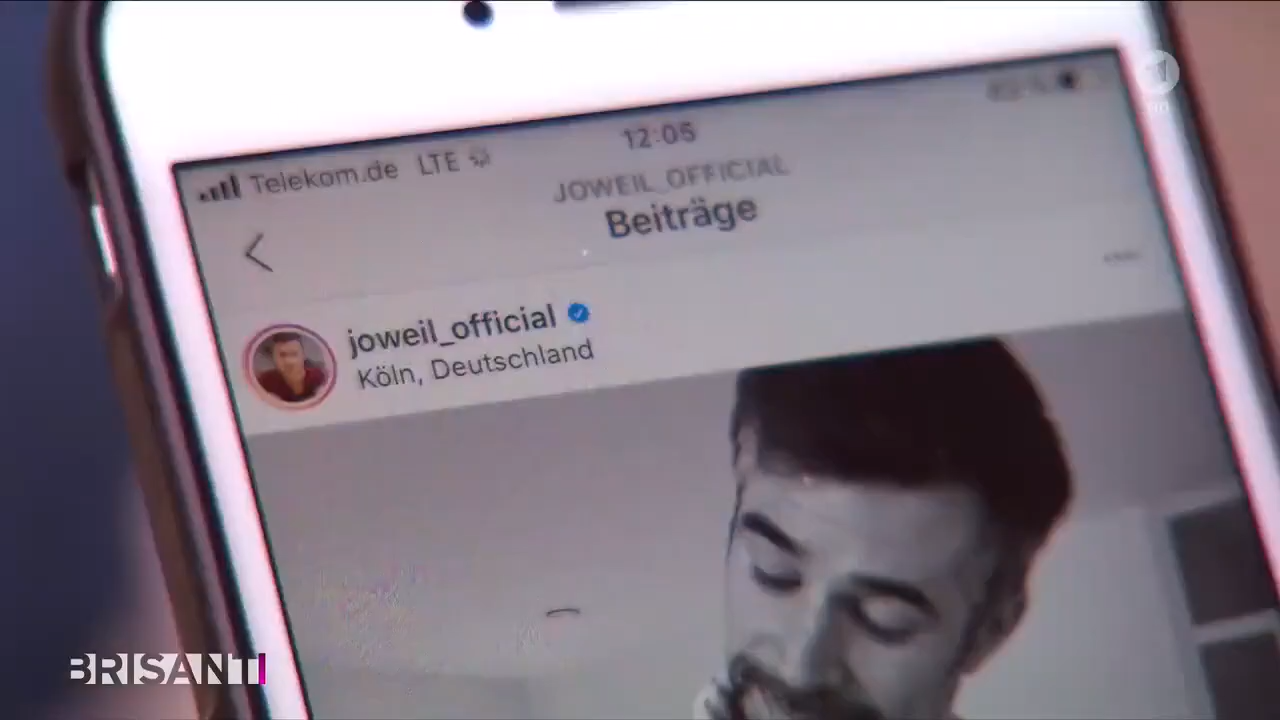 Telekom.de LTE
12:05
JOWEIL_OFFICIAL
Beiträge
joweil_official
Köln, Deutschland
BRISANT